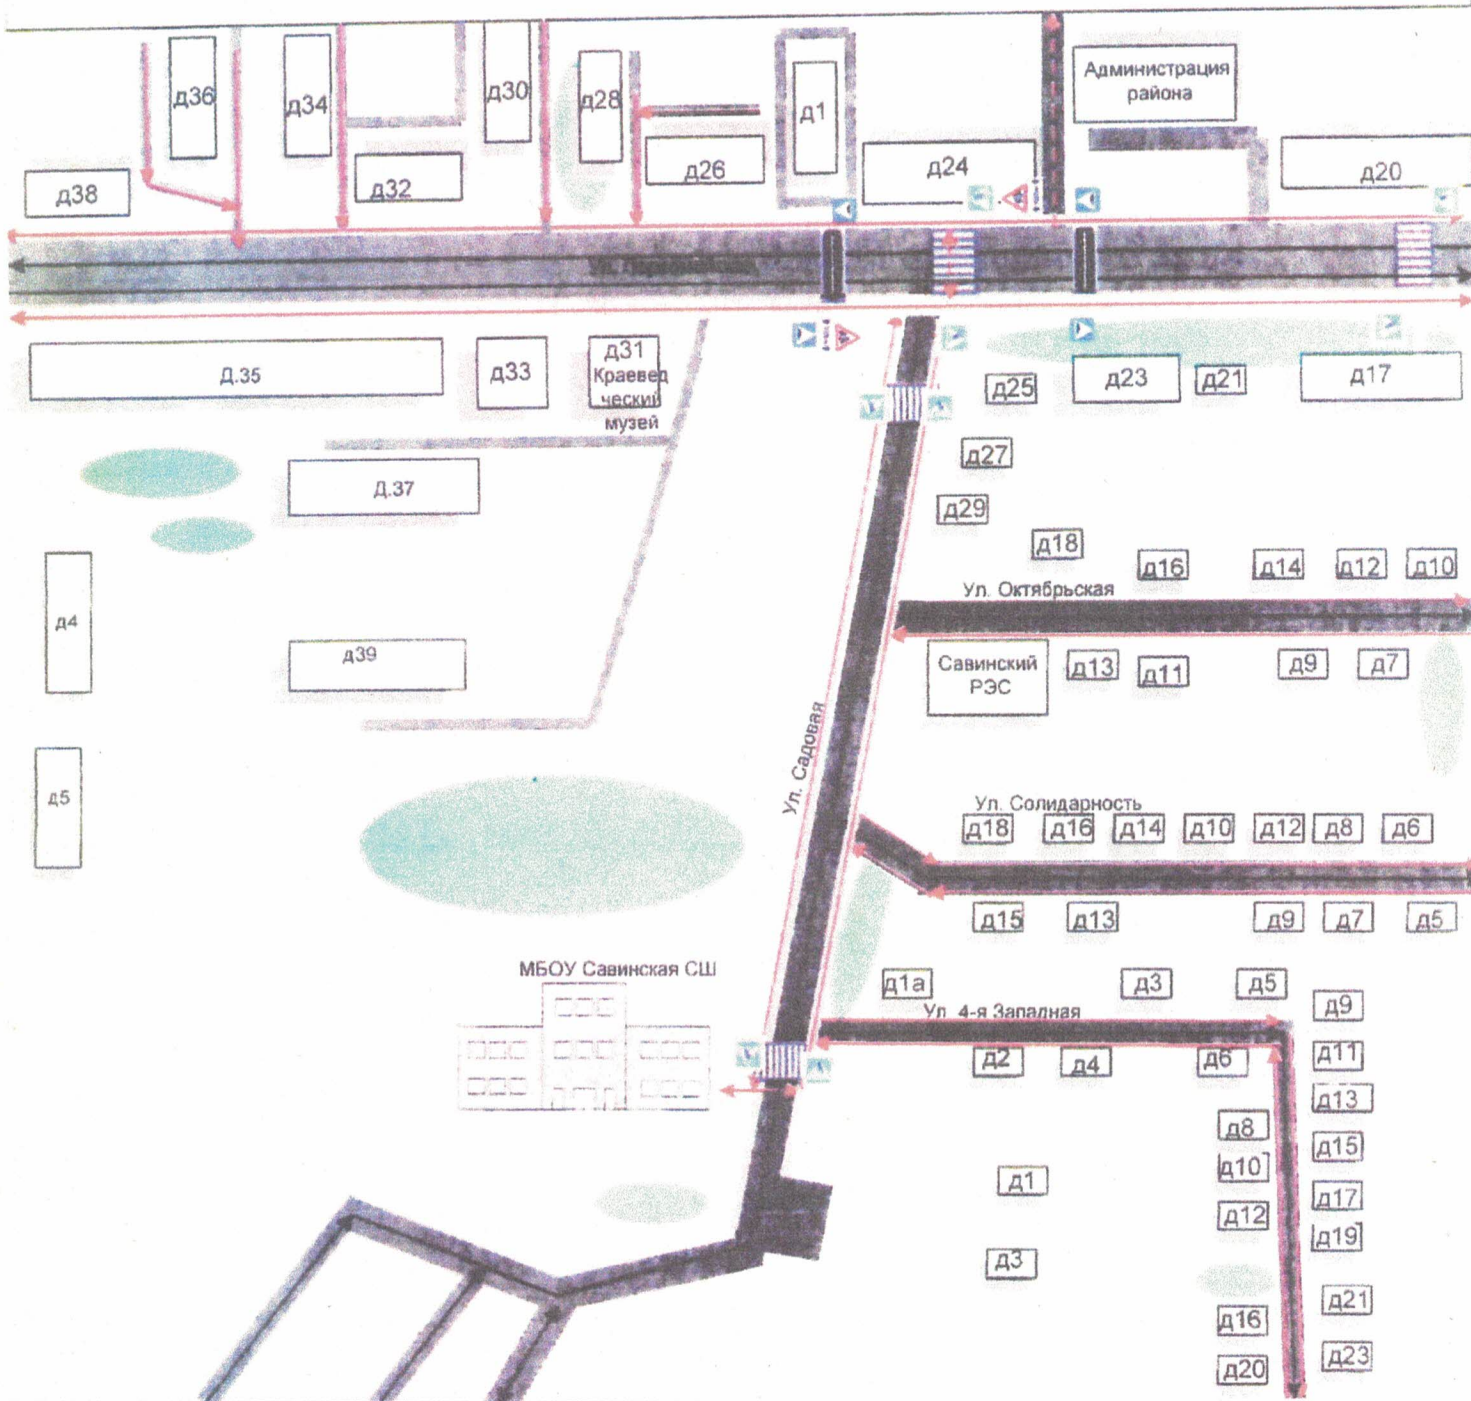 д36
д34
д30
д28
д1
Администрация
района
д38
д32
д26
д24
д20
Д.35
д33
д31
Краевед
ческий
музей
д25
д23
д21
д17
д27
Д.37
д29
д18
д16
д14
д12
д10
Ул. Октябрьская
д4
д39
Савинский
РЭС
д13
д11
д9
д7
Ул. Садовая
д5
Ул. Солидарность
д18
д16
д14
д10
д12
д8
д6
д15
д13
д9
д7
д5
МБОУ Савинская СШ
д1а
д3
д5
Ул 4-я Западная
д9
д2
д4
д6
д11
д13
д8
д15
д10
д1
д17
д12
д19
д3
д21
д16
д23
д20